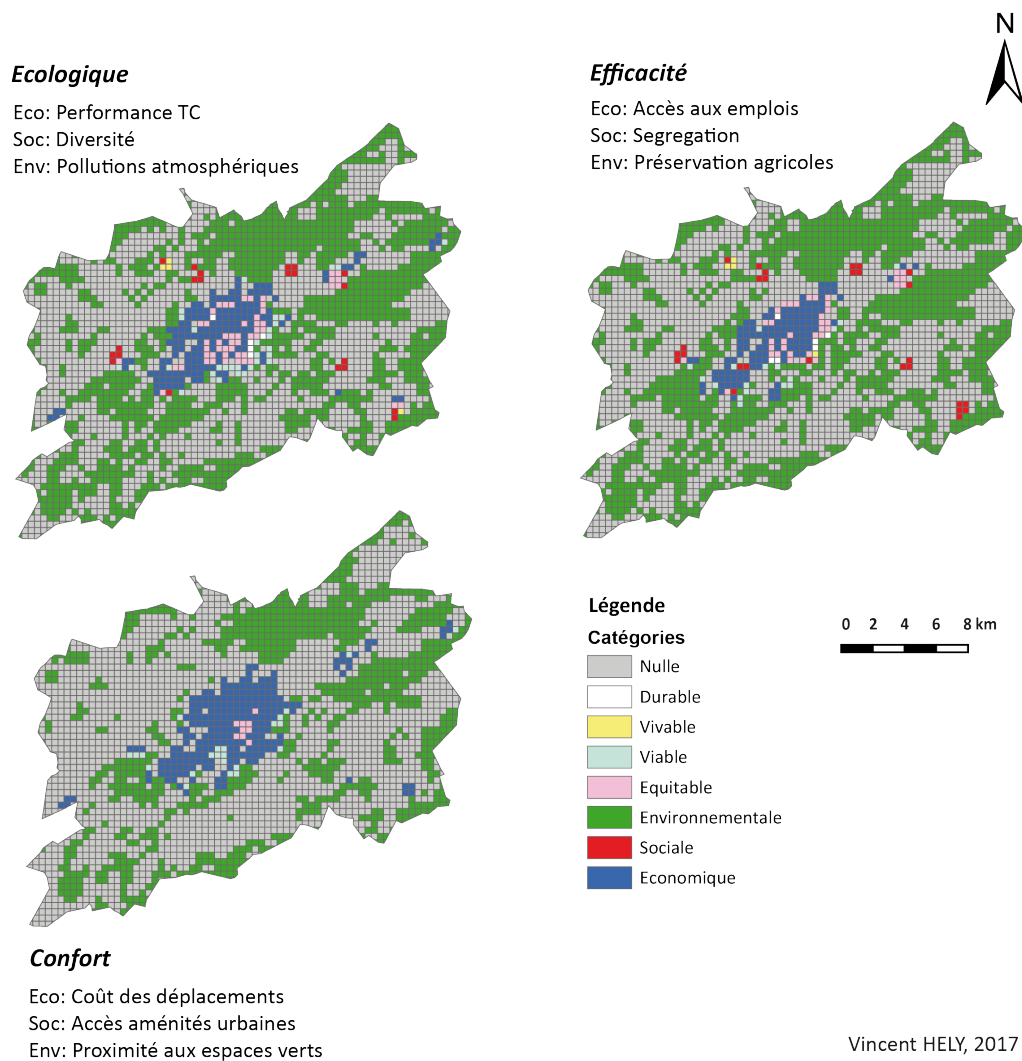 Ecologique
Eco: Performance TC
Soc: Diversité
Env: Pollutions atmosphériques
Efficacité
Eco: Accès aux emplois
Soc: Segregation
Env: Préservation agricoles
N
Légende
Catégories
Nulle
Durable
Vivable
Viable
Equitable
Environnementale
Sociale
Economique
0 2 4 6 8 km
Confort
Eco: Coût des déplacements
Soc: Accès aménités urbaines
Env: Proximité aux espaces verts
Vincent HELY, 2017